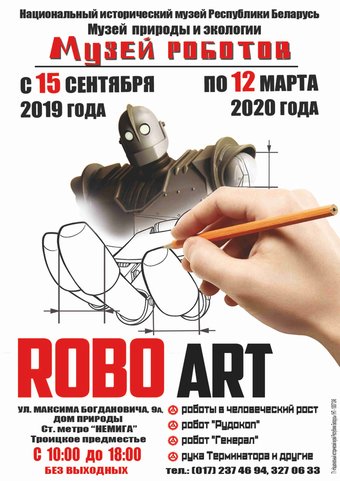 Национальный исторический музей Республики Беларусь
Музей природы и экологии
Музей роботов
С 15 СЕНТЯБРЯ
2019 ГОДА
ПО 12 МАРТА
2020 ГОДА
ROBO ART
УЛ. МАКСИМА БОГДАНОВИЧА, 9А,
ДОМ ПРИРОДЫ
Ст. метро "НЕМИГА"
Троицкое предместье
С 10:00 до 18:00
БЕЗ ВЫХОДНЫХ
роботы в человеческий рост
робот "Рудокоп"
робот "Генерал"
рука Терминатора и другие
тел.: (017) 237 46 94, 327 06 33